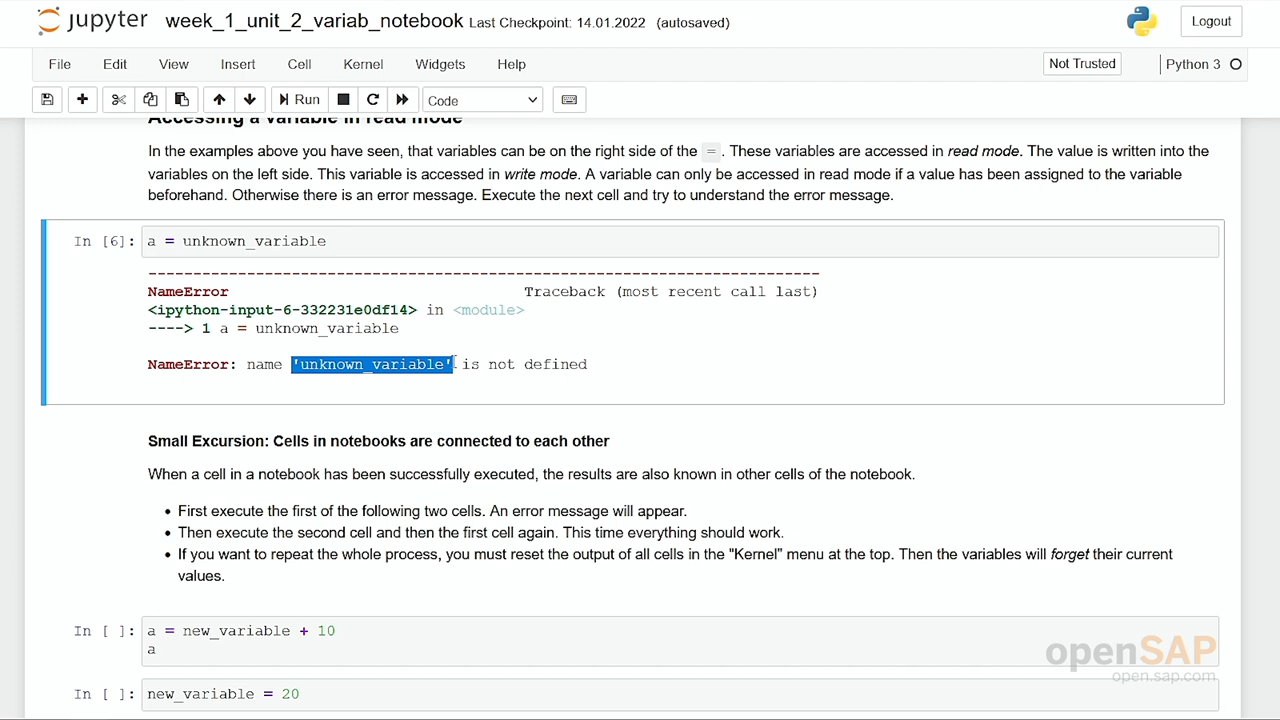 jupyter week_1_unit_2_variab_notebook Last Checkpoint: 14.01.2022 (autosaved) Logout
File Edit View Insert Cell Kernel Widgets Help Not Trusted Python 3
Run Code
Accessing a variable in read mode
In the examples above you have seen, that variables can be on the right side of the = . These variables are accessed in read mode. The value is written into the
variables on the left side. This variable is accessed in write mode. A variable can only be accessed in read mode if a value has been assigned to the variable
beforehand. Otherwise there is an error message. Execute the next cell and try to understand the error message.
In [6]: a = unknown_variable
---------------------------------------------------------------------------
NameError Traceback (most recent call last)
<ipython-input-6-332231e0df14> in <module>
----> 1 a = unknown_variable
NameError: name 'unknown_variable' is not defined
Small Excursion: Cells in notebooks are connected to each other
When a cell in a notebook has been successfully executed, the results are also known in other cells of the notebook.
• First execute the first of the following two cells. An error message will appear.
• Then execute the second cell and then the first cell again. This time everything should work.
• If you want to repeat the whole process, you must reset the output of all cells in the "Kernel" menu at the top. Then the variables will forget their current
values.
In [ ]: a = new_variable + 10
a
openSAP
open.sap.com
In [ ]: new_variable = 20